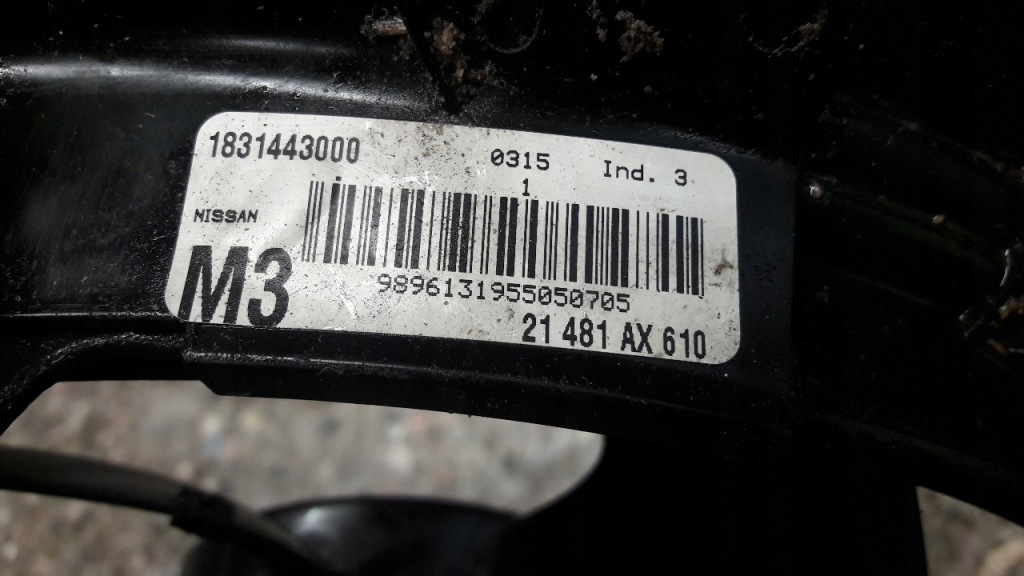 1831443000 0315 Ind. 3
1
NISSAN
M3
9896131955050705
21 481 AX 610